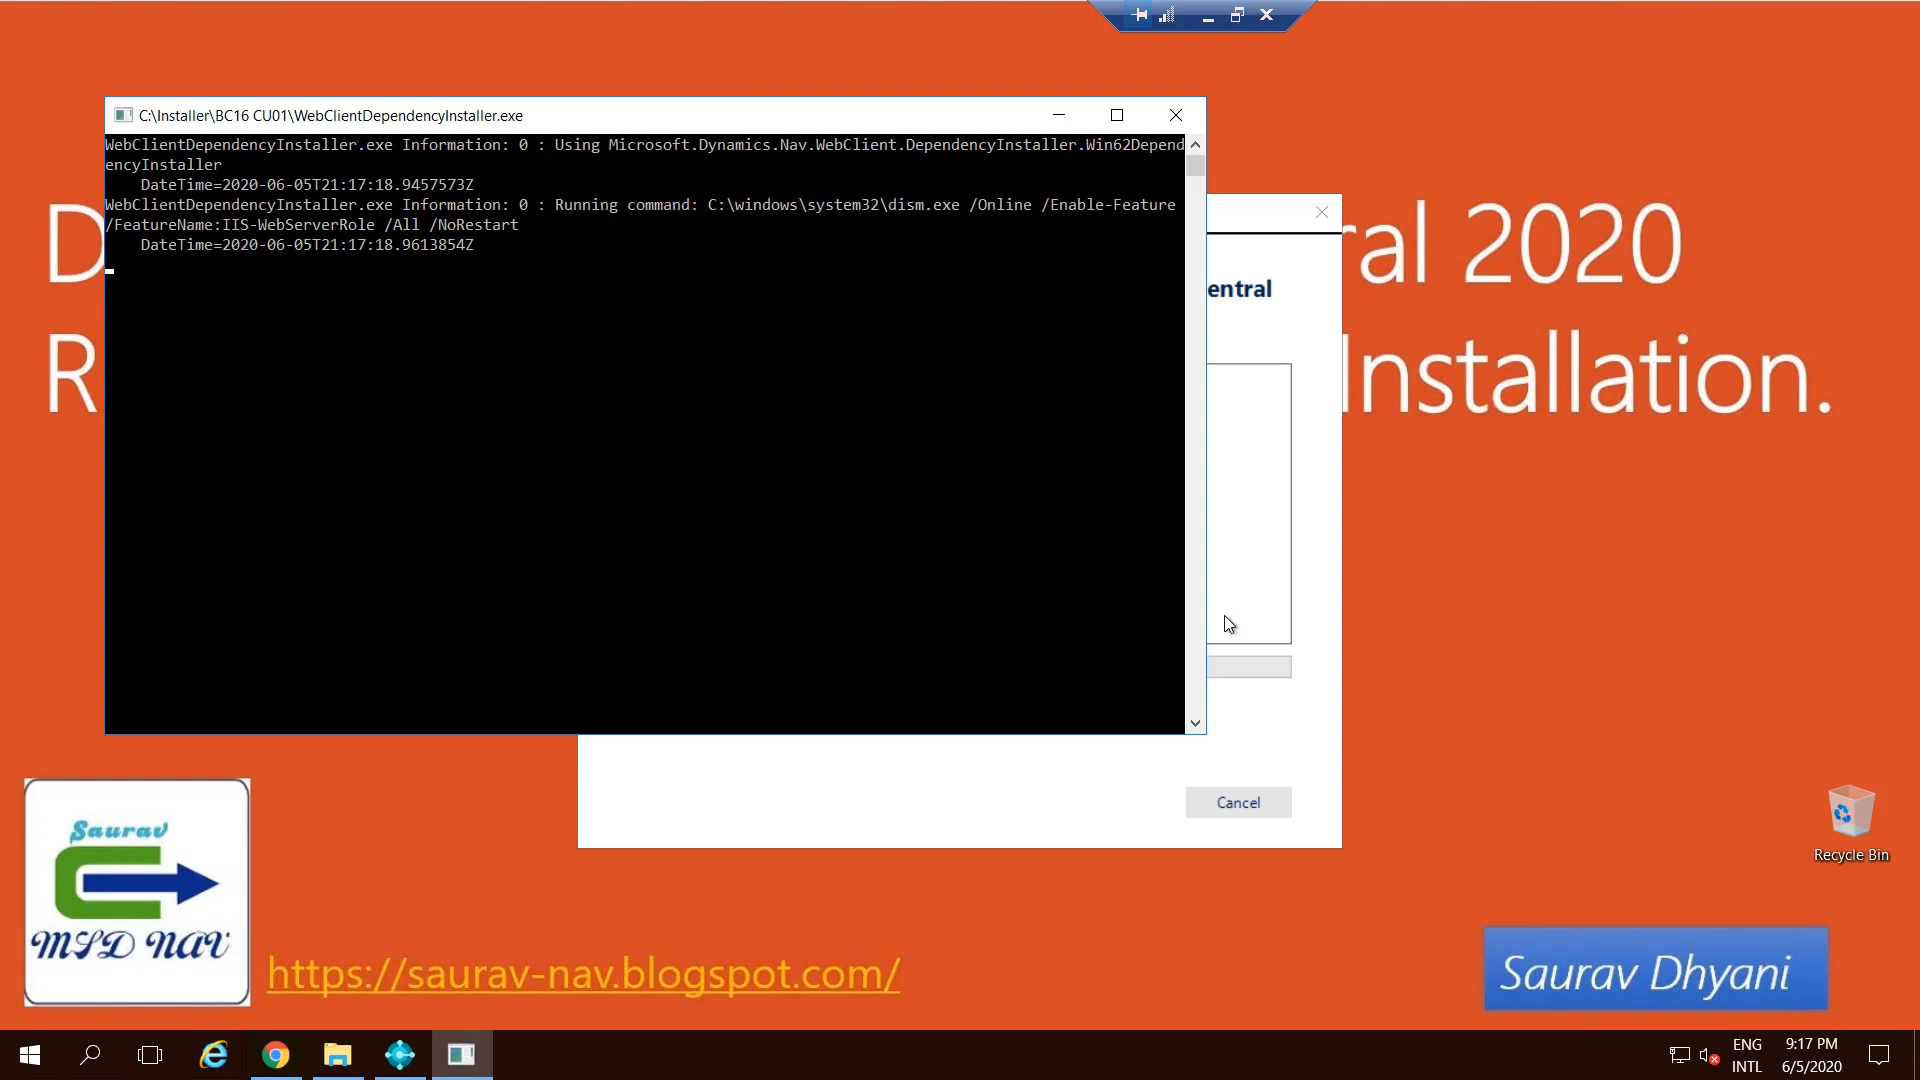 C:\Installer\BC16 CU01\WebClientDependencyInstaller.exe
WebClientDependencyInstaller.exe Information: 0 : Using Microsoft.Dynamics.Nav.WebClient.DependencyInstaller.Win62Depend
encyInstaller
DateTime=2020-06-05T21:17:18.9457573Z
WebClientDependencyInstaller.exe Information: 0 : Running command: C:\windows\system32\dism.exe /Online /Enable-Feature
/FeatureName:IIS-WebServerRole /All /NoRestart
DateTime=2020-06-05T21:17:18.9613854Z
D ral 2020
entral
R Installation.
Cancel
Saurav
MSD NAV
https://saurav-nav.blogspot.com/
Recycle Bin
Saurav Dhyani
ENG
INTL
9:17 PM
6/5/2020